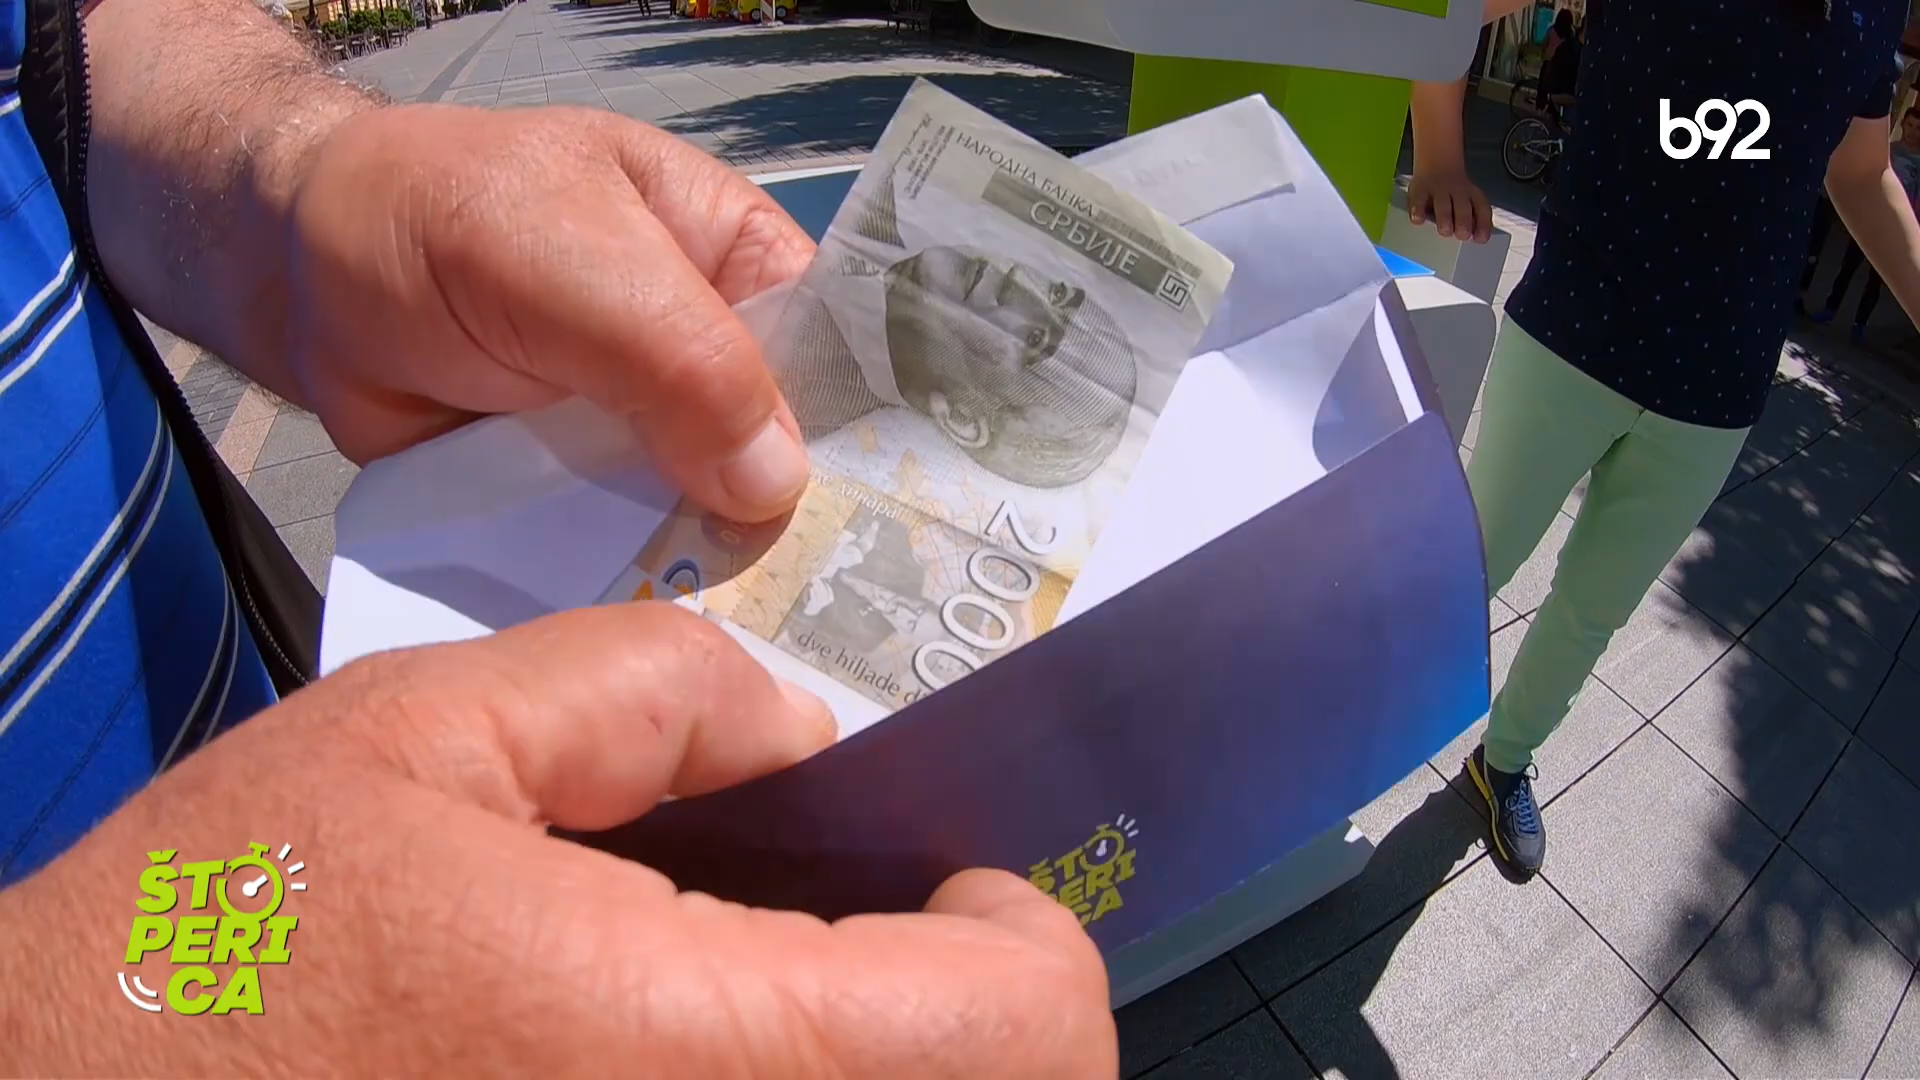 b92
НАРОДНА БАНКА
СРБИЈЕ
2000
dve hiljade d
ŠTO
PERI
CA
ŠTO
PERI
CA